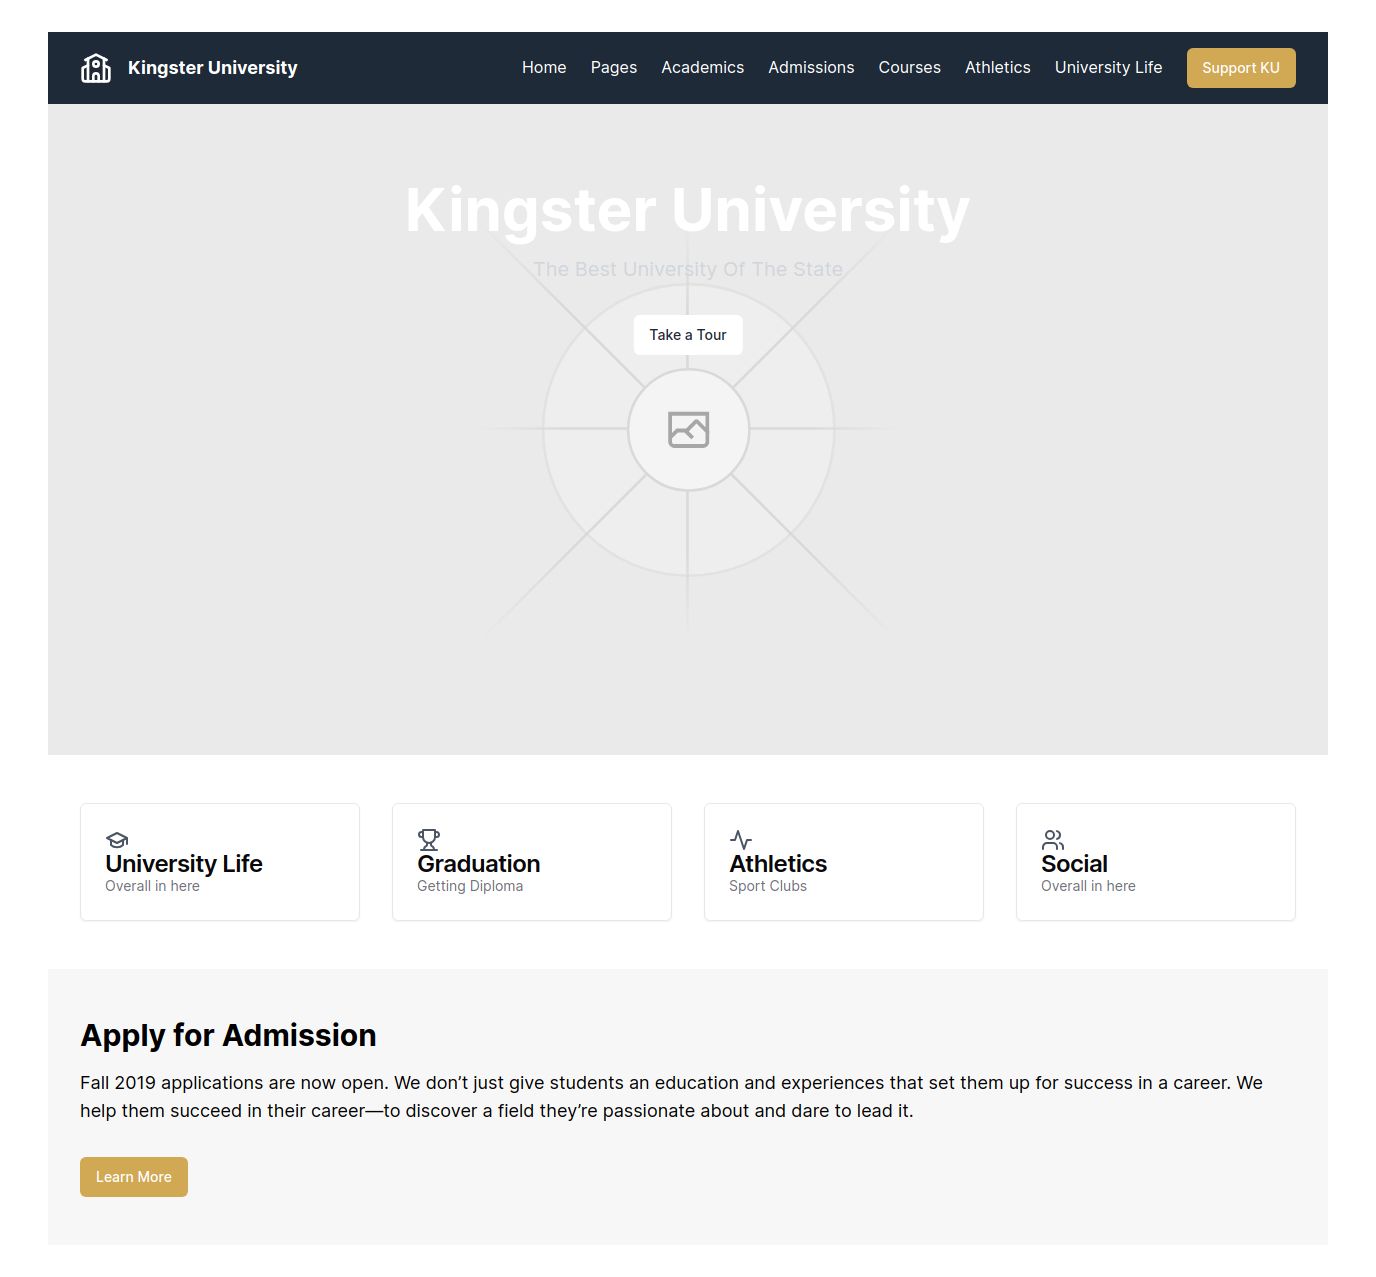 Kingster University
Home Pages Academics Admissions Courses Athletics University Life Support KU
Kingster University
The Best University Of The State
Take a Tour
University Life
Overall in here
Graduation
Getting Diploma
Athletics
Sport Clubs
Social
Overall in here
Apply for Admission
Fall 2019 applications are now open. We don’t just give students an education and experiences that set them up for success in a career. We
help them succeed in their career—to discover a field they’re passionate about and dare to lead it.
Learn More